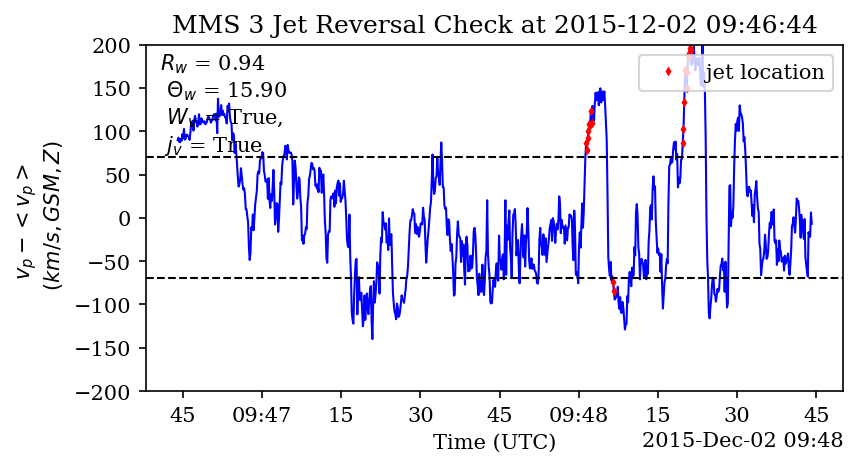 MMS 3 Jet Reversal Check at 2015-12-02 09:46:44
R_w = 0.94
Θ_w = 15.90
W_v = True,
j_v = True
jet location
v_p − < v_p >
(km/s, GSM, Z)
200
150
100
50
0
−50
−100
−150
−200
45 09:47 15 30 45 09:48 15 30 45
Time (UTC)
2015-Dec-02 09:48